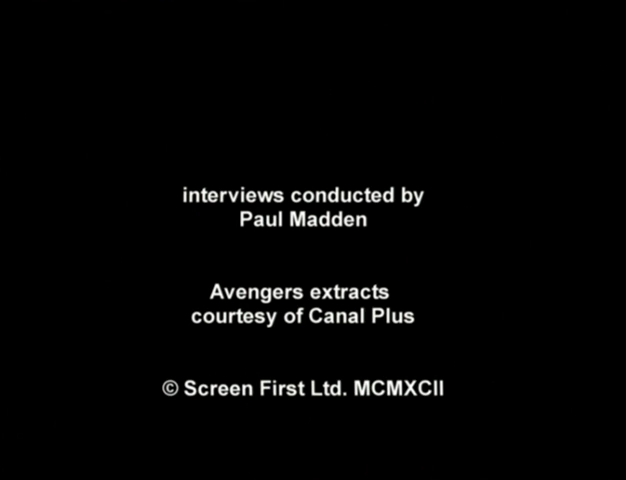 interviews conducted by
Paul Madden
Avengers extracts
courtesy of Canal Plus
© Screen First Ltd. MCMXCII